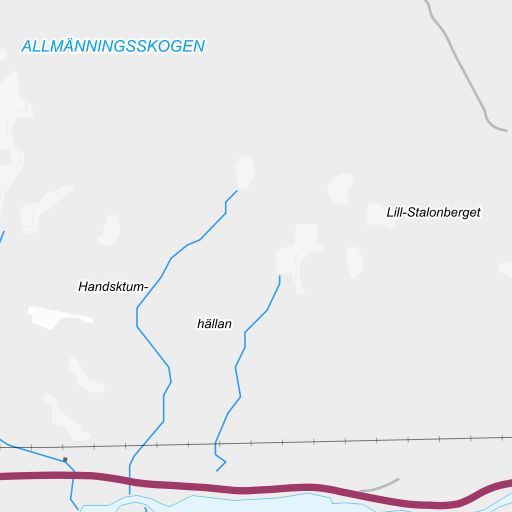 ALLMÄNNINGSSKOGEN
Lill-Stalonberget
Handsktum-
hällan